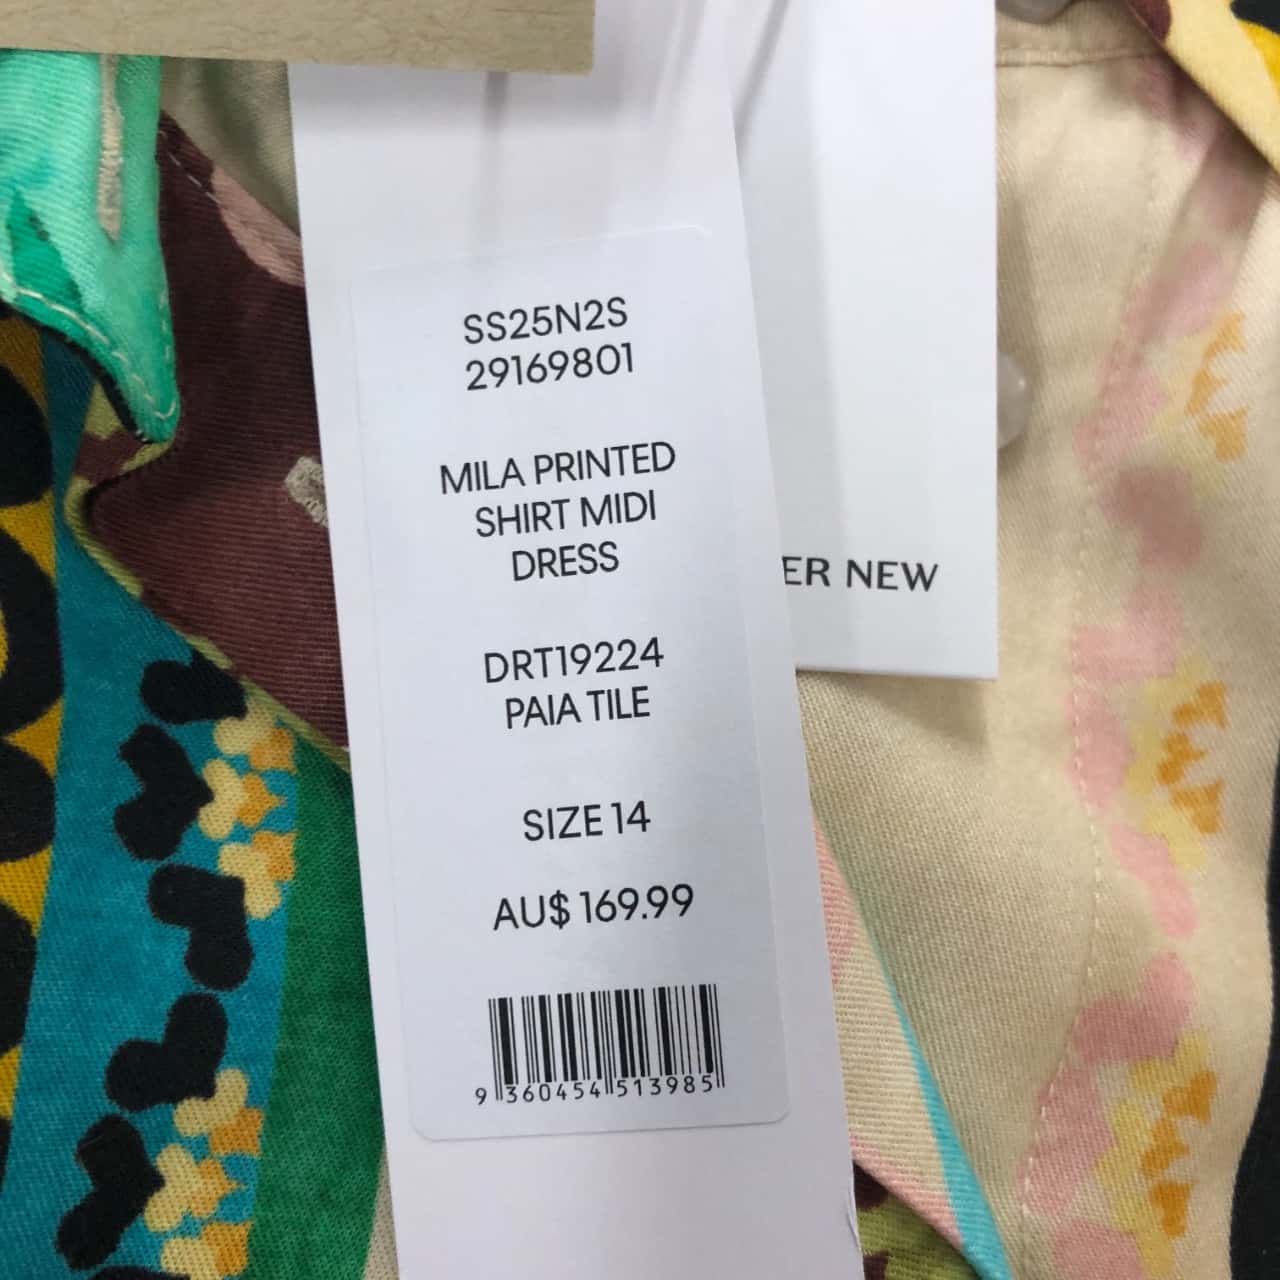 SS25N2S
29169801
MILA PRINTED
SHIRT MIDI
DRESS
DRT19224
PAIA TILE
SIZE 14
AU$ 169.99
9 360454 513985
NEW